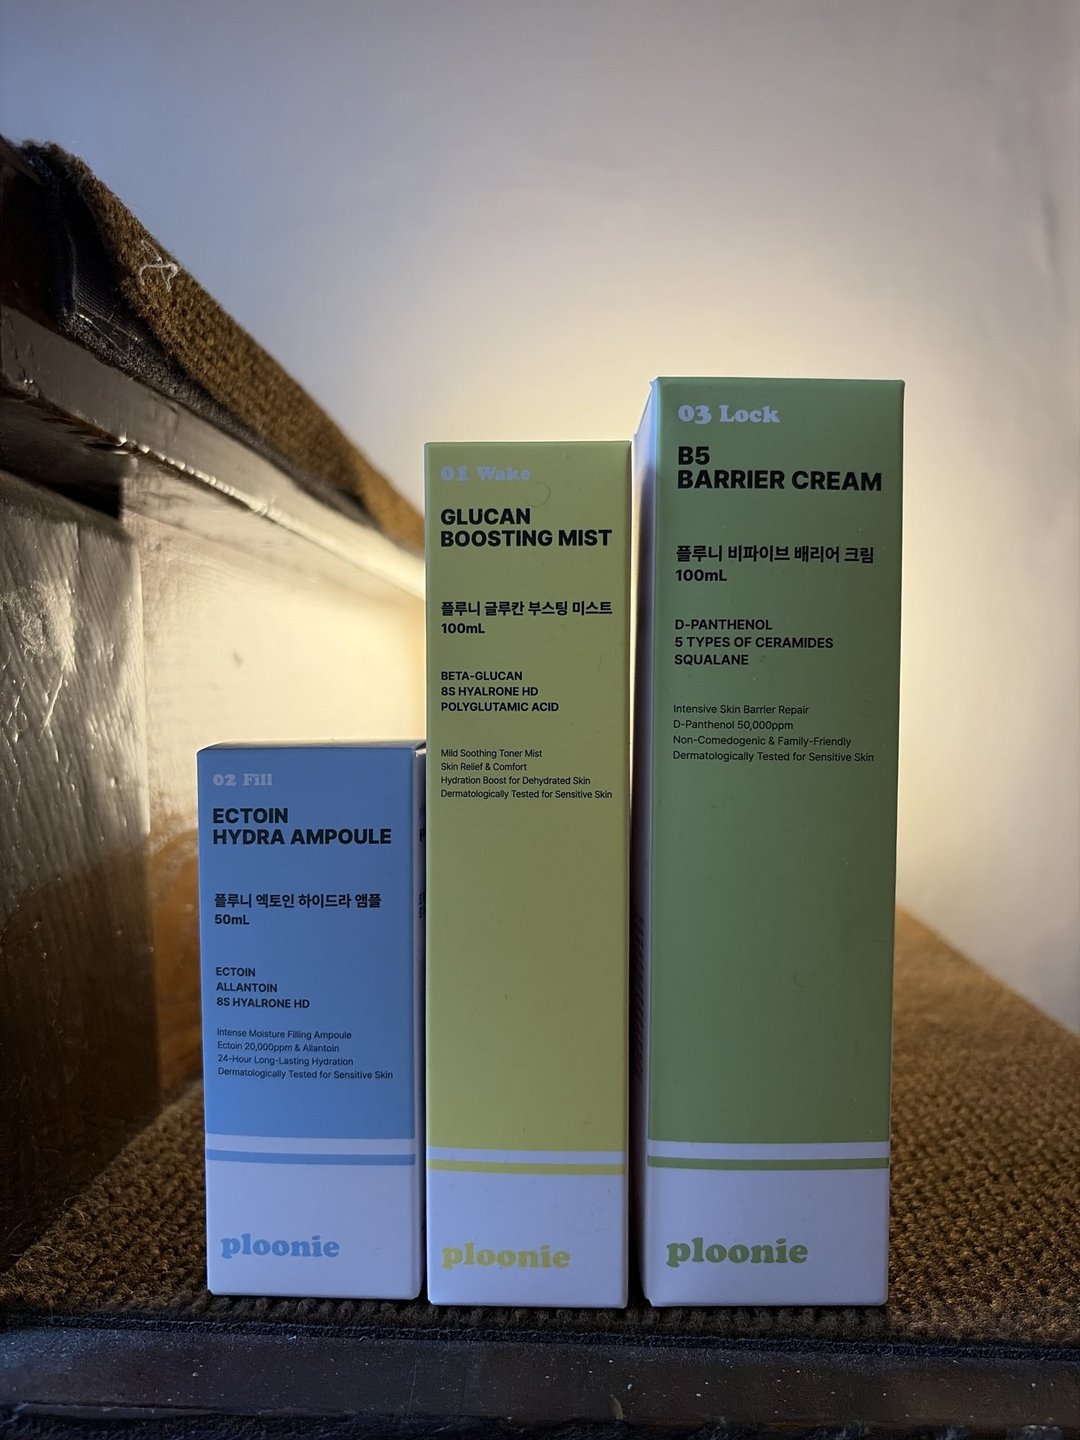 02 Fill
ECTOIN
HYDRA AMPOULE
플루니 엑토인 하이드라 앰플
50mL
ECTOIN
ALLANTOIN
8S HYALRONE HD
Intense Moisture Filling Ampoule
Ectoin 20,000ppm & Allantoin
24-Hour Long-Lasting Hydration
Dermatologically Tested for Sensitive Skin
ploonie
01 Wake
GLUCAN
BOOSTING MIST
플루니 글루칸 부스팅 미스트
100mL
BETA-GLUCAN
8S HYALRONE HD
POLYGLUTAMIC ACID
Mild Soothing Toner Mist
Skin Relief & Comfort
Hydration Boost for Dehydrated Skin
Dermatologically Tested for Sensitive Skin
ploonie
03 Lock
B5
BARRIER CREAM
플루니 비파이브 배리어 크림
100mL
D-PANTHENOL
5 TYPES OF CERAMIDES
SQUALANE
Intensive Skin Barrier Repair
D-Panthenol 50,000ppm
Non-Comedogenic & Family-Friendly
Dermatologically Tested for Sensitive Skin
ploonie